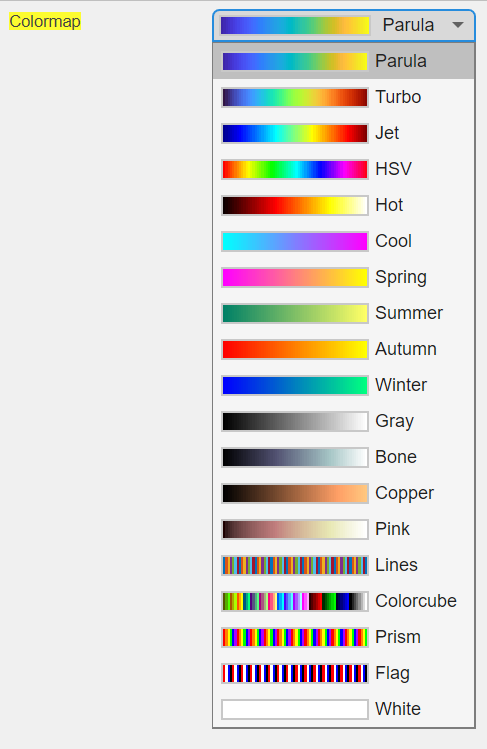 Colormap
Parula
Parula
Turbo
Jet
HSV
Hot
Cool
Spring
Summer
Autumn
Winter
Gray
Bone
Copper
Pink
Lines
Colorcube
Prism
Flag
White